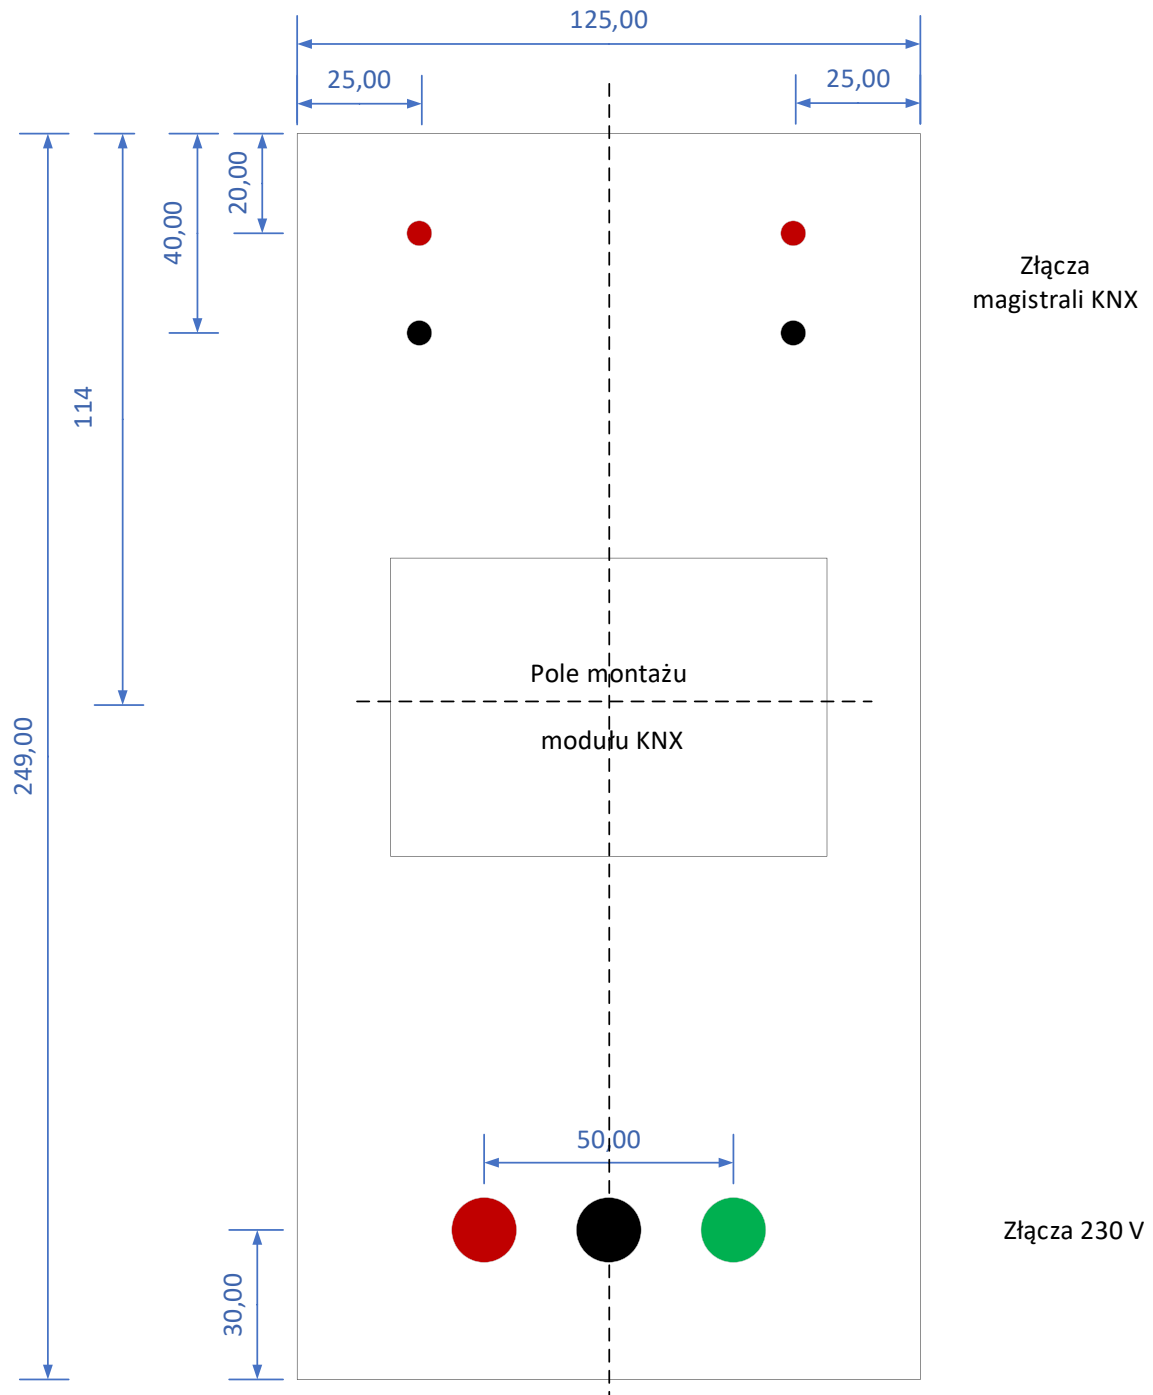 125,00
25,00
25,00
20,00
40,00
Złącza
magistrali KNX
114
Pole montażu
modułu KNX
249,00
50,00
Złącza 230 V
30,00